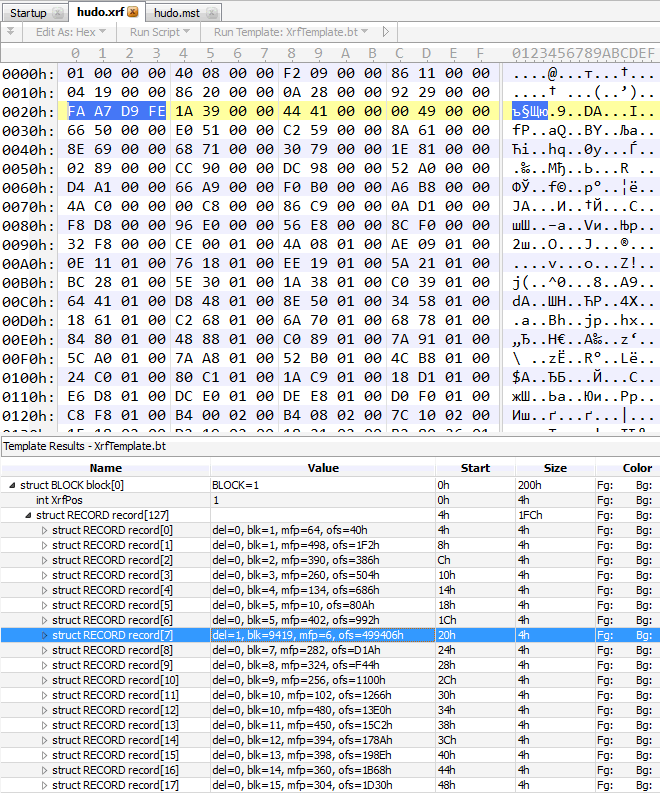 Startup hudo.xrf hudo.mst
Edit As: Hex Run Script Run Template: XrfTemplate.bt
0 1 2 3 4 5 6 7 8 9 A B C D E F 0123456789ABCDEF
0000h: 01 00 00 00 40 08 00 00 F2 09 00 00 86 11 00 00 ....@...т...†...
0010h: 04 19 00 00 86 20 00 00 0A 28 00 00 92 29 00 00 ....† ...(..’)..
0020h: FA A7 D9 FE 1A 39 00 00 44 41 00 00 00 49 00 00 ъ§Щю.9..DA...I..
0030h: 66 50 00 00 E0 51 00 00 C2 59 00 00 8A 61 00 00 fP..аQ..ВY..Љa..
0040h: 8E 69 00 00 68 71 00 00 30 79 00 00 1E 81 00 00 Ћi..hq..0y...Ѓ..
0050h: 02 89 00 00 CC 90 00 00 DC 98 00 00 52 A0 00 00 .‰..Мђ..Ь...R ..
0060h: D4 A1 00 00 66 A9 00 00 F0 B0 00 00 A6 B8 00 00 ФЎ..f©..р°..¦ё..
0070h: 4A C0 00 00 00 C8 00 00 86 C9 00 00 0A D1 00 00 JА...И..†Й...С..
0080h: F8 D8 00 00 96 E0 00 00 56 E8 00 00 8C F0 00 00 шШ..–а..Vи..Њр..
0090h: 32 F8 00 00 CE 00 01 00 4A 08 01 00 AE 09 01 00 2ш..О...J...®...
00A0h: 0E 11 01 00 76 18 01 00 EE 19 01 00 5A 21 01 00 ....v...о...Z!..
00B0h: BC 28 01 00 5E 30 01 00 1A 38 01 00 C0 39 01 00 ј(..^0...8..А9..
00C0h: 64 41 01 00 D8 48 01 00 8E 50 01 00 34 58 01 00 dA..ШH..ЋP..4X..
00D0h: 18 61 01 00 C2 68 01 00 6A 70 01 00 68 78 01 00 .a..Вh..jp..hx..
00E0h: 84 80 01 00 48 88 01 00 C0 89 01 00 7A 91 01 00 „Ђ..H€..А‰..z‘..
00F0h: 5C A0 01 00 7A A8 01 00 52 B0 01 00 4C B8 01 00 \ ..zЁ..R°..Lё..
0100h: 24 C0 01 00 80 C1 01 00 1A C9 01 00 18 D1 01 00 $А..ЂБ...Й...С..
0110h: E6 D8 01 00 DC E0 01 00 DE E8 01 00 D0 F0 01 00 жШ..Ьа..Юи..Рр..
0120h: C8 F8 01 00 B4 00 02 00 B4 08 02 00 7C 10 02 00 Иш..ґ...ґ...|...
Template Results - XrfTemplate.bt
Name Value Start Size Color
struct BLOCK block[0] BLOCK=1 0h 200h Fg: Bg:
int XrfPos 1 0h 4h Fg: Bg:
struct RECORD record[127] 4h 1FCh Fg: Bg:
struct RECORD record[0] del=0, blk=1, mfp=64, ofs=40h 4h 4h Fg: Bg:
struct RECORD record[1] del=0, blk=1, mfp=498, ofs=1F2h 8h 4h Fg: Bg:
struct RECORD record[2] del=0, blk=2, mfp=390, ofs=386h Ch 4h Fg: Bg:
struct RECORD record[3] del=0, blk=3, mfp=260, ofs=504h 10h 4h Fg: Bg:
struct RECORD record[4] del=0, blk=4, mfp=134, ofs=686h 14h 4h Fg: Bg:
struct RECORD record[5] del=0, blk=5, mfp=10, ofs=80Ah 18h 4h Fg: Bg:
struct RECORD record[6] del=0, blk=5, mfp=402, ofs=992h 1Ch 4h Fg: Bg:
struct RECORD record[7] del=1, blk=9419, mfp=6, ofs=499406h 20h 4h Fg: Bg:
struct RECORD record[8] del=0, blk=7, mfp=282, ofs=D1Ah 24h 4h Fg: Bg:
struct RECORD record[9] del=0, blk=8, mfp=324, ofs=F44h 28h 4h Fg: Bg:
struct RECORD record[10] del=0, blk=9, mfp=256, ofs=1100h 2Ch 4h Fg: Bg:
struct RECORD record[11] del=0, blk=10, mfp=102, ofs=1266h 30h 4h Fg: Bg:
struct RECORD record[12] del=0, blk=10, mfp=480, ofs=13E0h 34h 4h Fg: Bg:
struct RECORD record[13] del=0, blk=11, mfp=450, ofs=15C2h 38h 4h Fg: Bg:
struct RECORD record[14] del=0, blk=12, mfp=394, ofs=178Ah 3Ch 4h Fg: Bg:
struct RECORD record[15] del=0, blk=13, mfp=398, ofs=198Eh 40h 4h Fg: Bg:
struct RECORD record[16] del=0, blk=14, mfp=360, ofs=1B68h 44h 4h Fg: Bg:
struct RECORD record[17] del=0, blk=15, mfp=304, ofs=1D30h 48h 4h Fg: Bg: